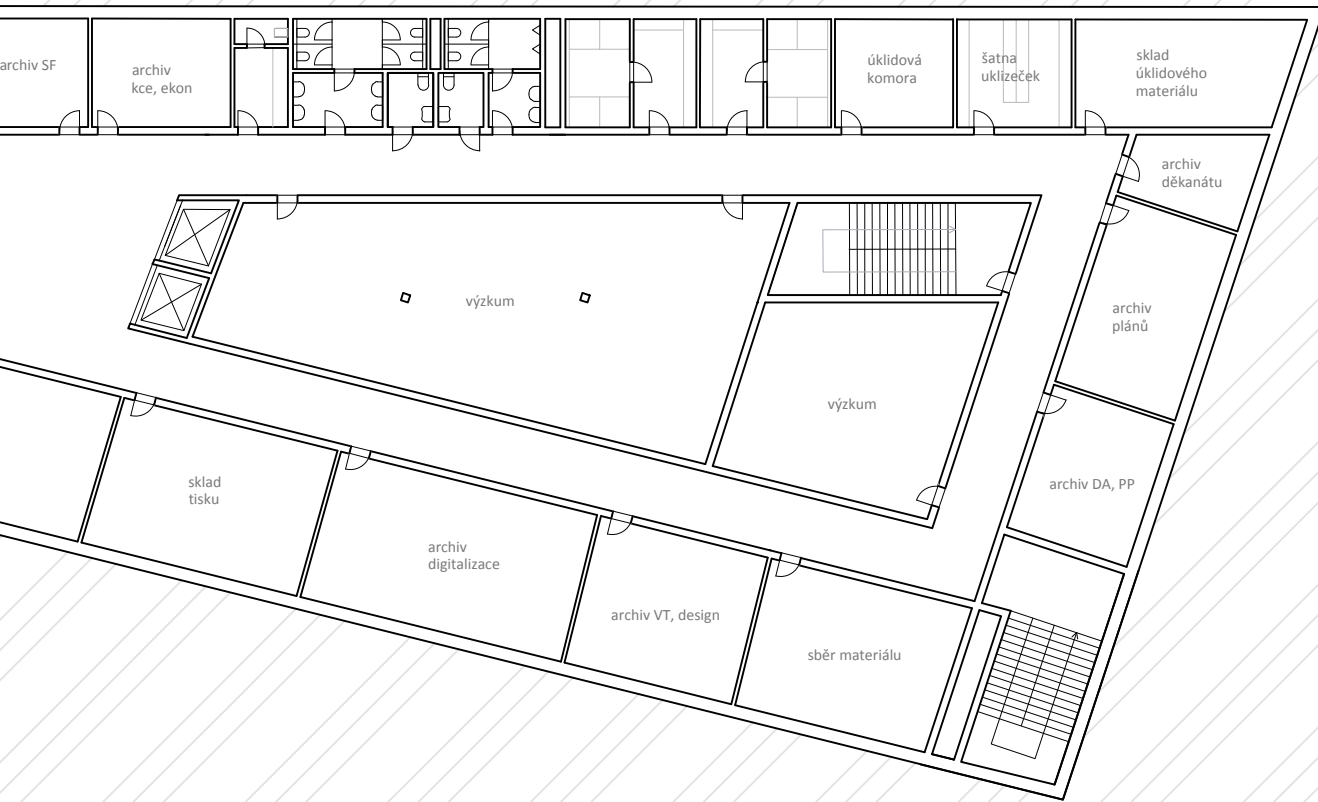 archiv SF
archiv
kce, ekon
úklidová
komora
šatna
uklizeček
sklad
úklidového
materiálu
archiv
děkanátu
výzkum
archiv
plánů
výzkum
sklad
tisku
archiv DA, PP
archiv
digitalizace
archiv VT, design
sběr materiálu